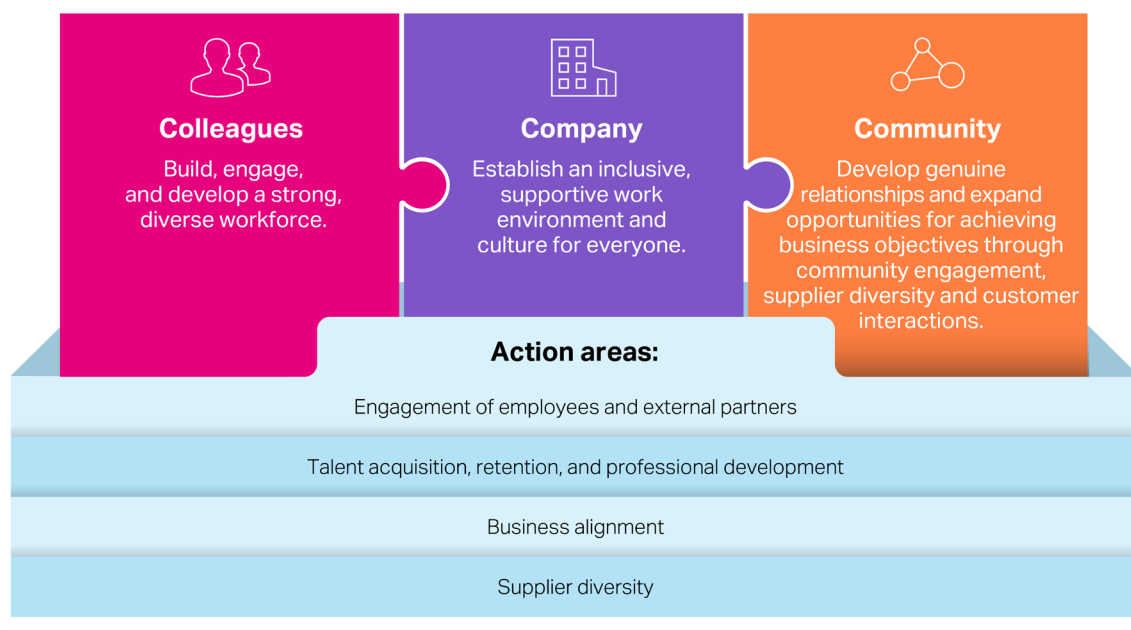 Colleagues
Build, engage,
and develop a strong,
diverse workforce.
Company
Establish an inclusive,
supportive work
environment and
culture for everyone.
Community
Develop genuine
relationships and expand
opportunities for achieving
business objectives through
community engagement,
supplier diversity and customer
interactions.
Action areas:
Engagement of employees and external partners
Talent acquisition, retention, and professional development
Business alignment
Supplier diversity